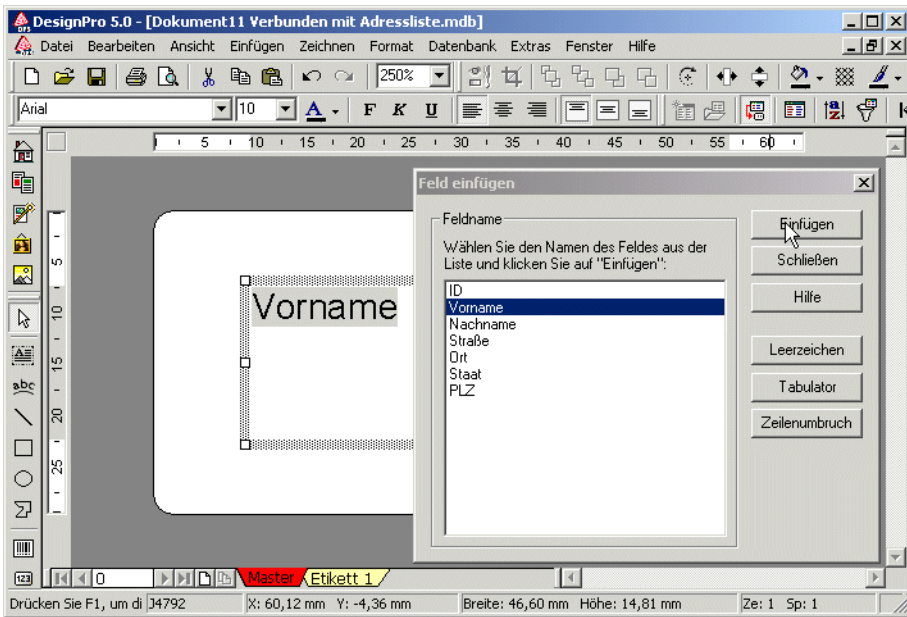 DesignPro 5.0 - [Dokument11 Verbunden mit Adressliste.mdb]
Datei Bearbeiten Ansicht Einfügen Zeichnen Format Datenbank Extras Fenster Hilfe
250%
Arial 10 A F K U
5 10 15 20 25 30 35 40 45 50 55 60
Feld einfügen
Feldname
Wählen Sie den Namen des Feldes aus der
Liste und klicken Sie auf "Einfügen":
ID
Vorname
Nachname
Straße
Ort
Staat
PLZ
Einfügen
Schließen
Hilfe
Leerzeichen
Tabulator
Zeilenumbruch
Vorname
5
10
15
20
25
abc
123
0 Master Etikett 1
Drücken Sie F1, um di J4792 X: 60,12 mm Y: -4,36 mm Breite: 46,60 mm Höhe: 14,81 mm Ze: 1 Sp: 1